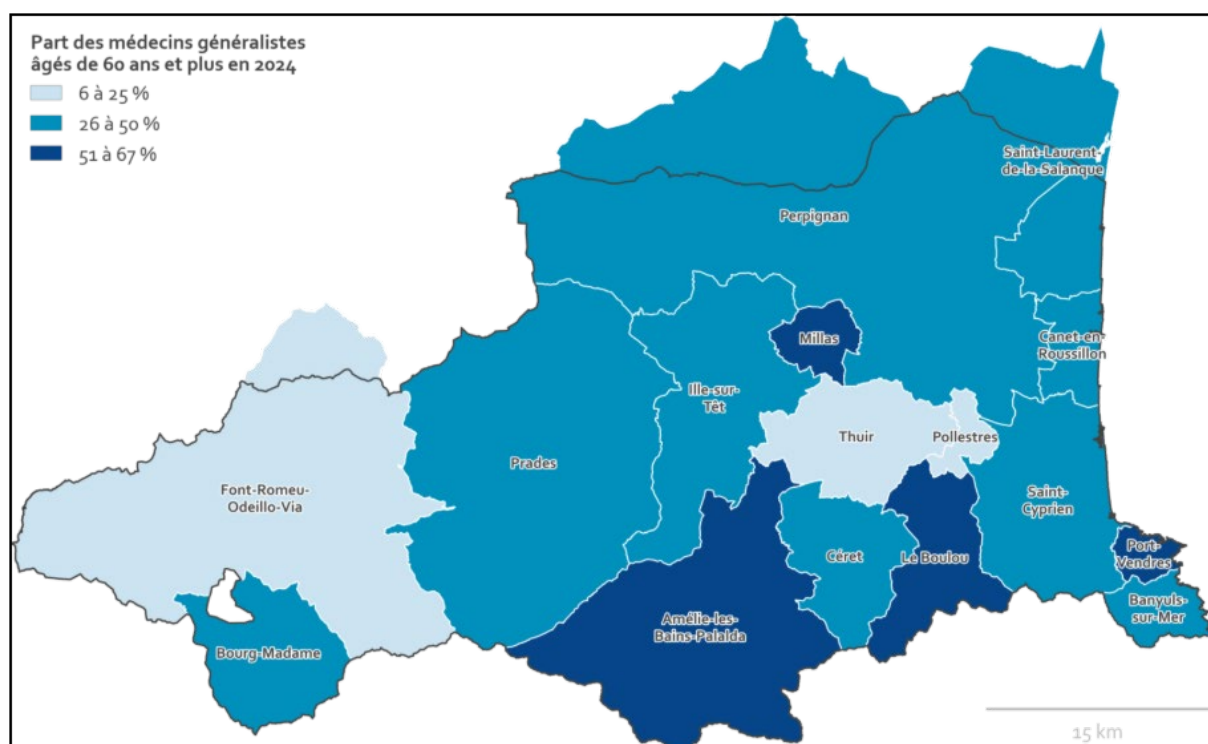 Part des médecins généralistes
âgés de 60 ans et plus en 2024
6 à 25 %
26 à 50 %
51 à 67 %
Saint-Laurent-
de-la-Salanque
Perpignan
Millas
Canet-en-
Roussillon
Ille-sur-
Têt
Thuir
Pollestres
Prades
Font-Romeu-
Odeillo-Via
Saint-
Cyprien
Céret
Le Boulou
Port-
Vendres
Banyuls-
sur-Mer
Amélie-les-
Bains-Palalda
Bourg-Madame
15 km